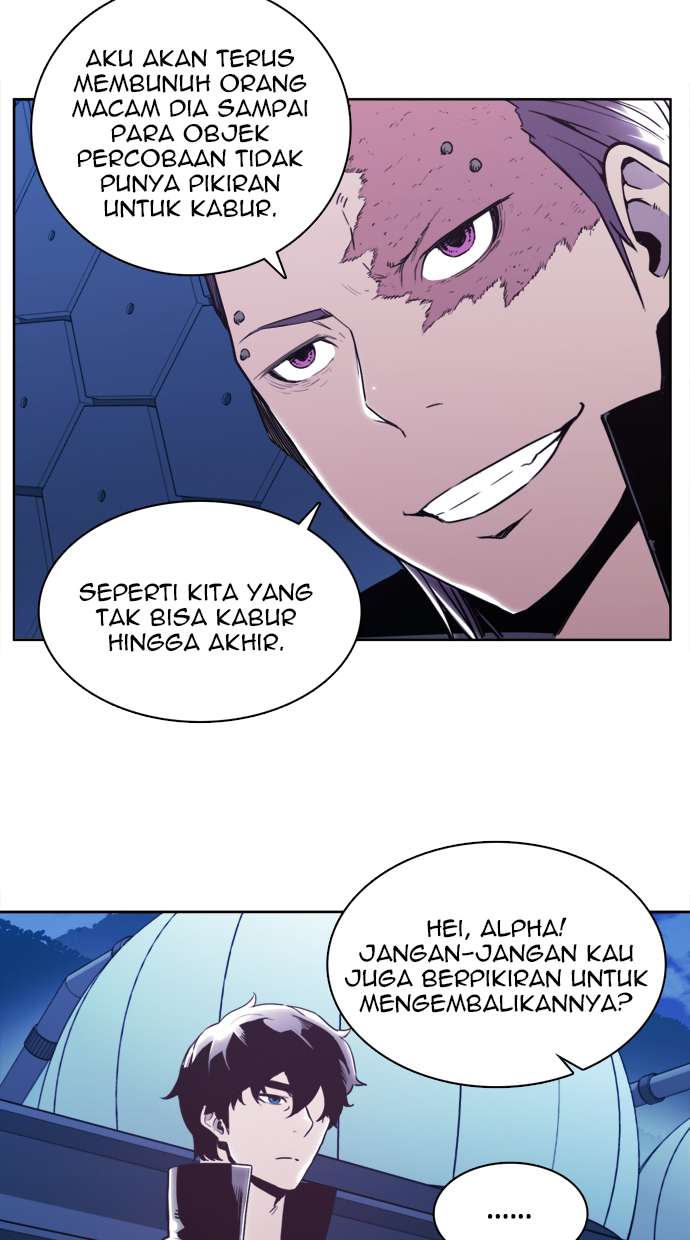 AKU AKAN TERUS
MEMBUNUH ORANG
MACAM DIA SAMPAI
PARA OBJEK
PERCOBAAN TIDAK
PUNYA PIKIRAN
UNTUK KABUR.
SEPERTI KITA YANG
TAK BISA KABUR
HINGGA AKHIR.
HEI, ALPHA!
JANGAN-JANGAN KAU
JUGA BERPIKIRAN UNTUK
MENGEMBALIKANNYA?
......